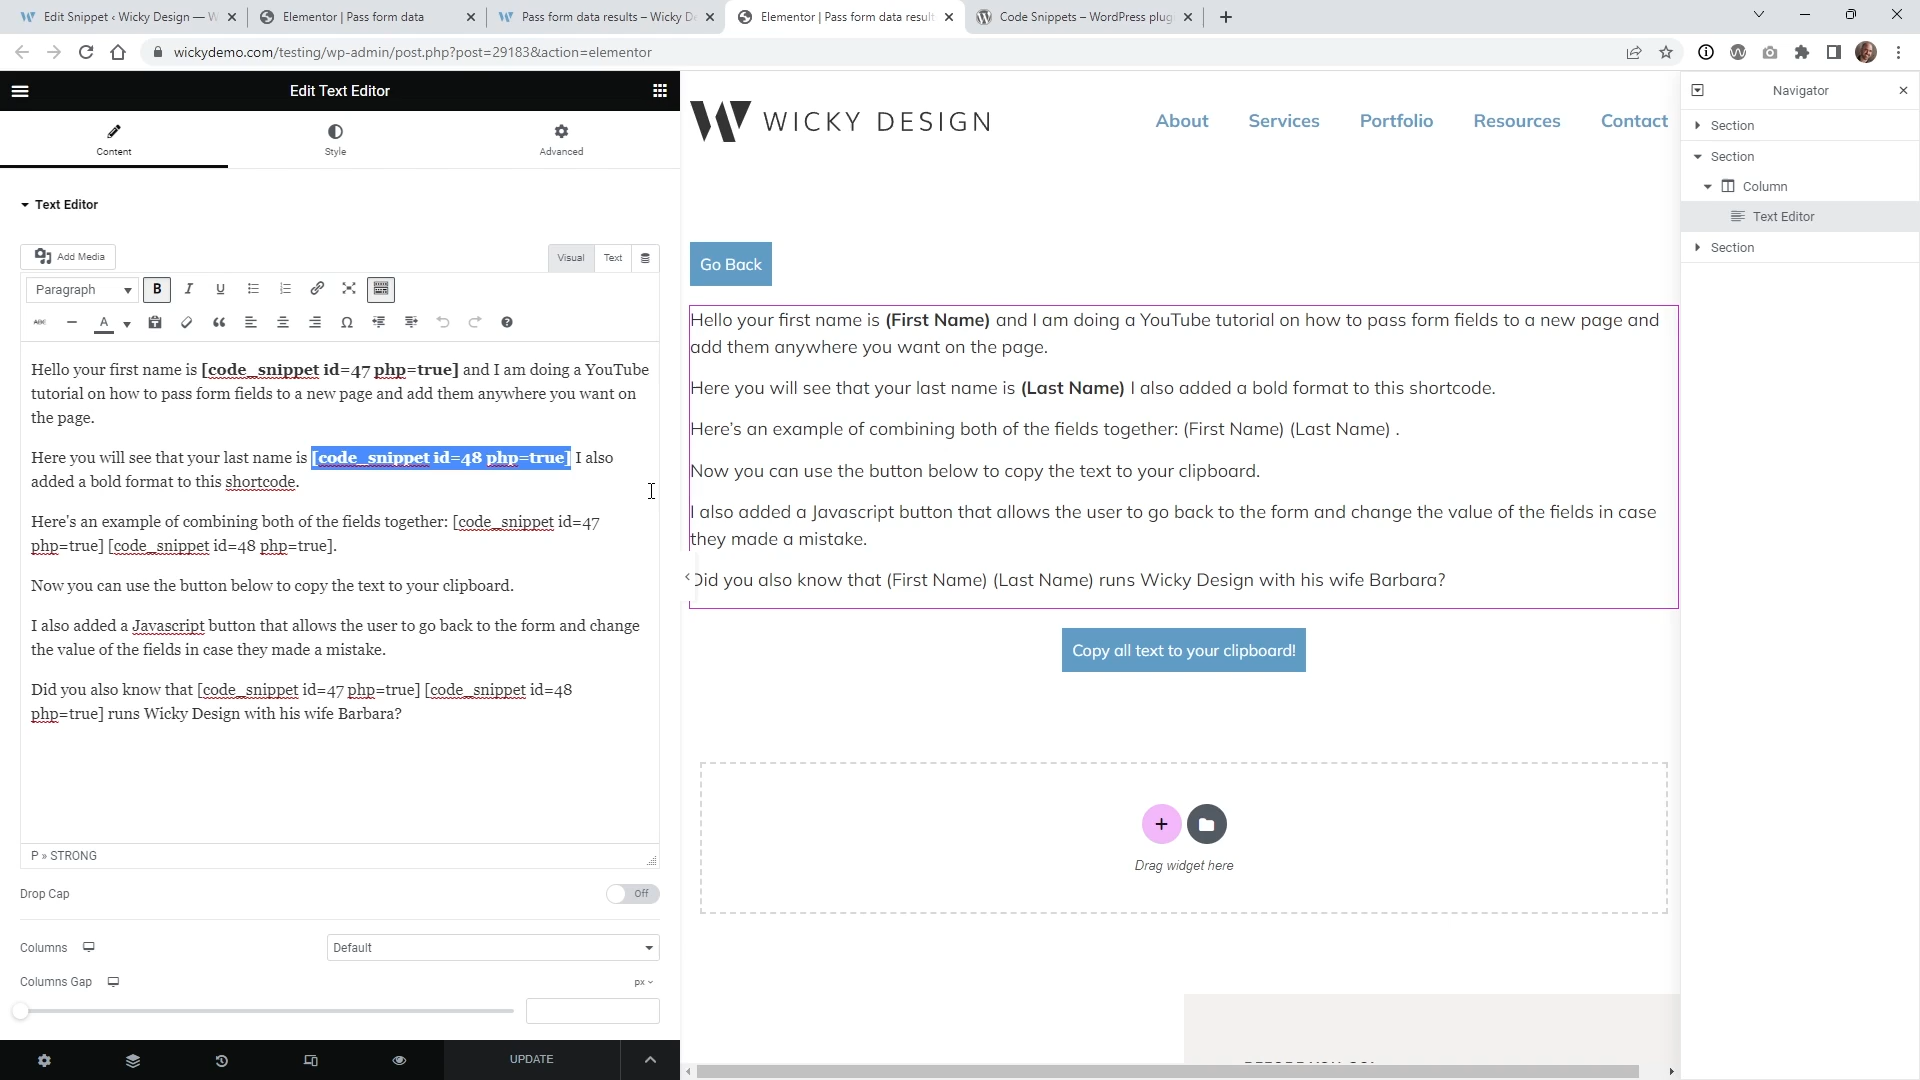 Edit Snippet ‹ Wicky Design — W
Elementor | Pass form data
Pass form data results – Wicky De
Elementor | Pass form data result
Code Snippets – WordPress plug
wickydemo.com/testing/wp-admin/post.php?post=29183&action=elementor
Edit Text Editor
Content
Style
Advanced
Text Editor
Add Media
Visual
Text
Paragraph
B
I
U
A
ABC
Hello your first name is [code_snippet id=47 php=true] and I am doing a YouTube
tutorial on how to pass form fields to a new page and add them anywhere you want on
the page.
Here you will see that your last name is [code_snippet id=48 php=true] I also
added a bold format to this shortcode.
Here's an example of combining both of the fields together: [code_snippet id=47
php=true] [code_snippet id=48 php=true].
Now you can use the button below to copy the text to your clipboard.
I also added a Javascript button that allows the user to go back to the form and change
the value of the fields in case they made a mistake.
Did you also know that [code_snippet id=47 php=true] [code_snippet id=48
php=true] runs Wicky Design with his wife Barbara?
P » STRONG
Drop Cap
Off
Columns
Default
Columns Gap
px
UPDATE
WICKY DESIGN
About
Services
Portfolio
Resources
Contact
Go Back
Hello your first name is (First Name) and I am doing a YouTube tutorial on how to pass form fields to a new page and
add them anywhere you want on the page.
Here you will see that your last name is (Last Name) I also added a bold format to this shortcode.
Here's an example of combining both of the fields together: (First Name) (Last Name) .
Now you can use the button below to copy the text to your clipboard.
I also added a Javascript button that allows the user to go back to the form and change the value of the fields in case
they made a mistake.
Did you also know that (First Name) (Last Name) runs Wicky Design with his wife Barbara?
Copy all text to your clipboard!
Drag widget here
Navigator
Section
Section
Column
Text Editor
Section